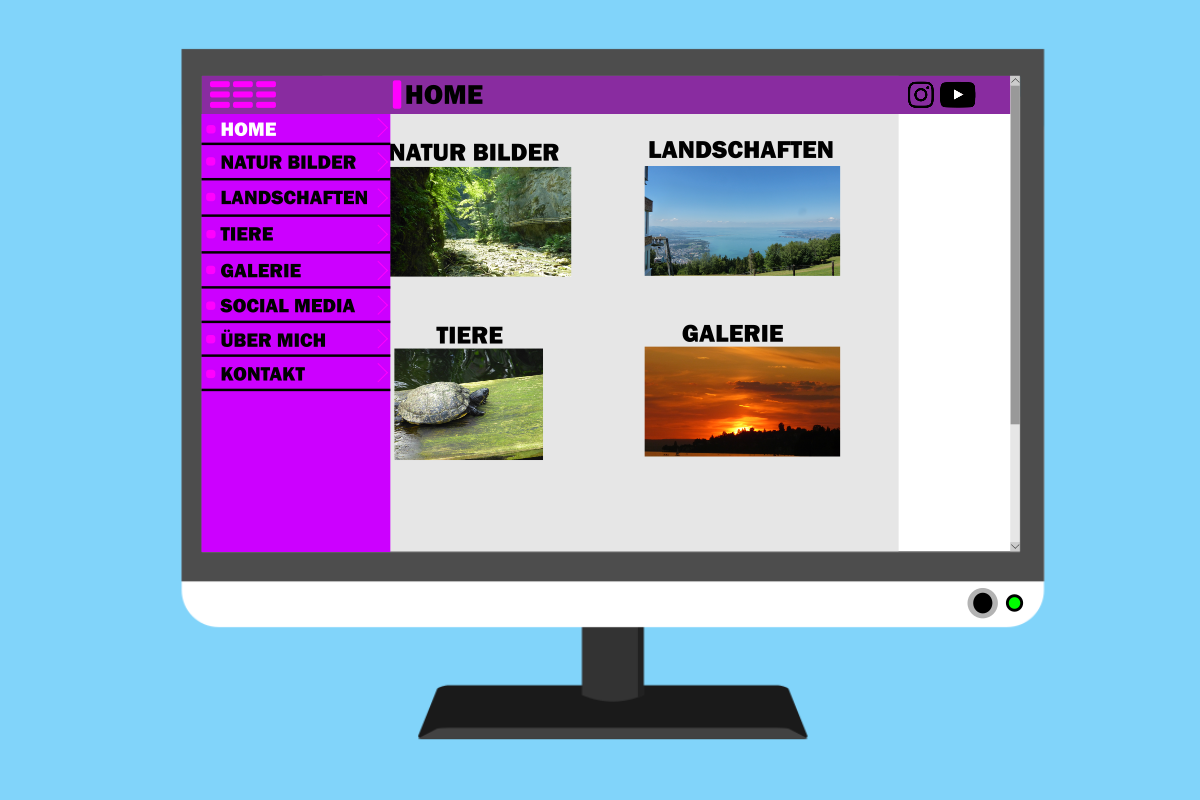 HOME
HOME
NATUR BILDER
LANDSCHAFTEN
TIERE
GALERIE
SOCIAL MEDIA
ÜBER MICH
KONTAKT
NATUR BILDER
LANDSCHAFTEN
TIERE
GALERIE